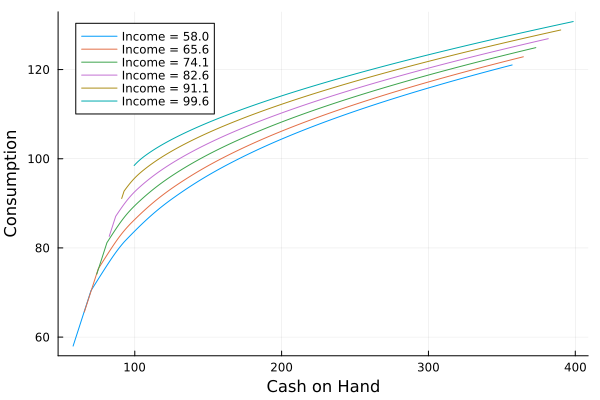 Income = 58.0
Income = 65.6
Income = 74.1
Income = 82.6
Income = 91.1
Income = 99.6
120
100
80
60
Consumption
100
200
300
400
Cash on Hand